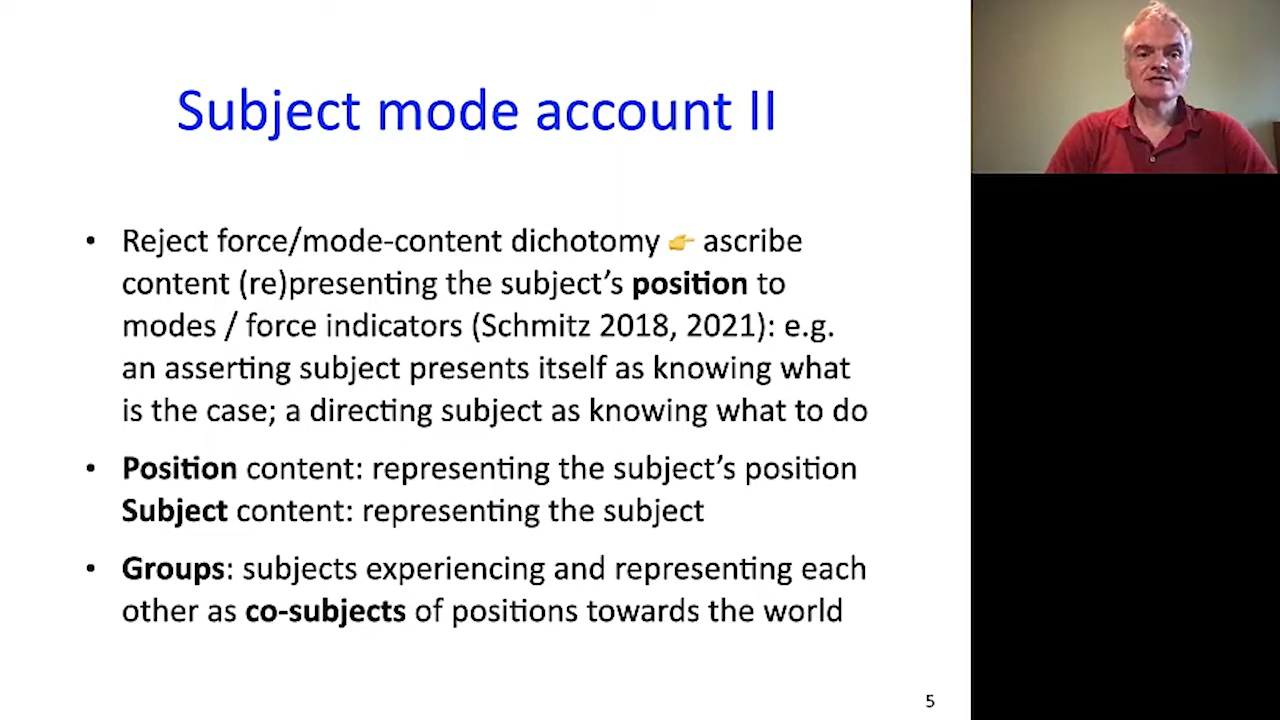 Subject mode account II
• Reject force/mode-content dichotomy 👉 ascribe
content (re)presenting the subject's position to
modes / force indicators (Schmitz 2018, 2021): e.g.
an asserting subject presents itself as knowing what
is the case; a directing subject as knowing what to do
• Position content: representing the subject's position
Subject content: representing the subject
• Groups: subjects experiencing and representing each
other as co-subjects of positions towards the world
5